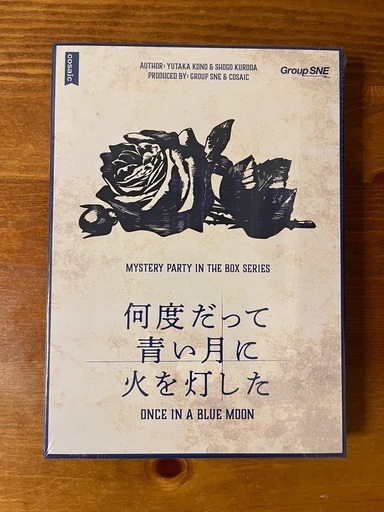 cosaic
AUTHOR: YUTAKA KONO & SHOGO KURODA
PRODUCED BY: GROUP SNE & COSAIC
Group SNE
MYSTERY PARTY IN THE BOX SERIES
何度だって
青い月に
火を灯した
ONCE IN A BLUE MOON